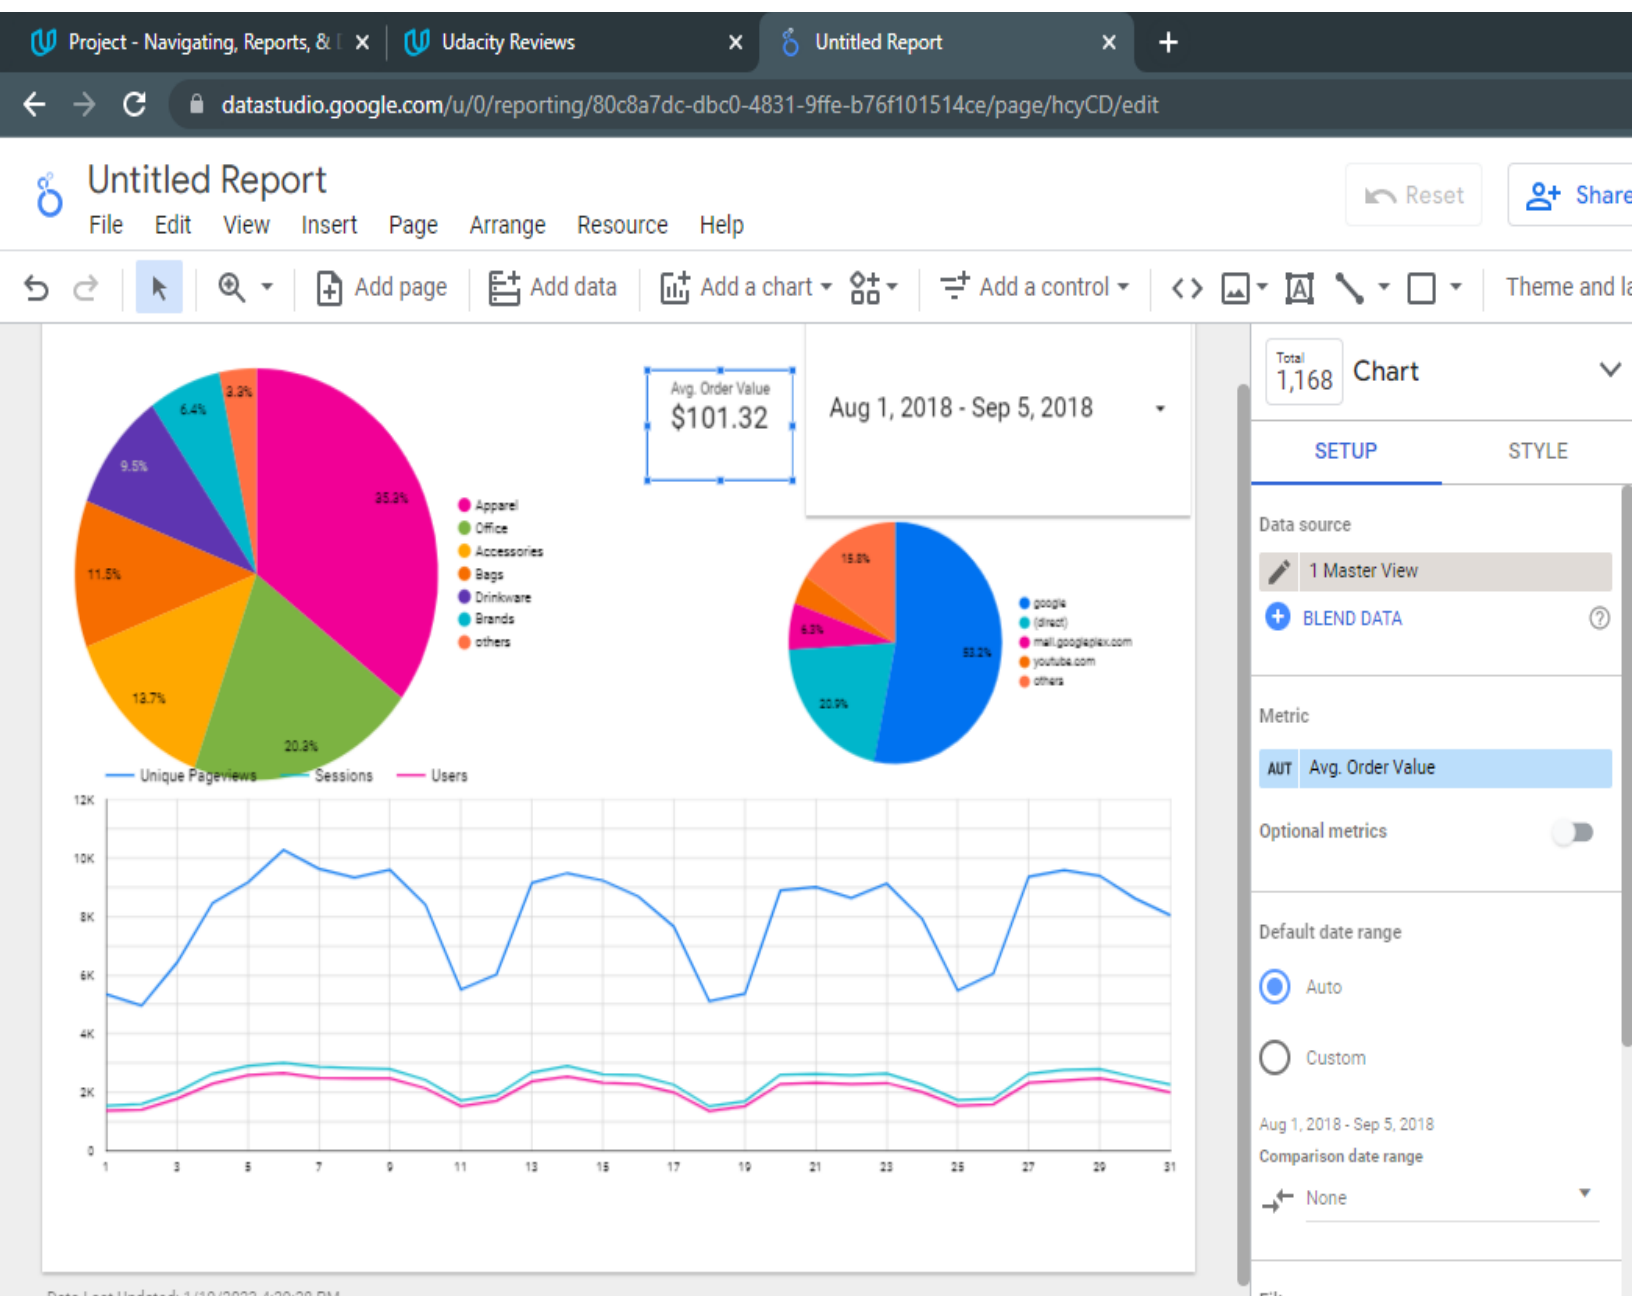 Project - Navigating, Reports, &
Udacity Reviews
Untitled Report
datastudio.google.com/u/0/reporting/80c8a7dc-dbc0-4831-9ffe-b76f101514ce/page/hcyCD/edit
Untitled Report
Reset
Share
File Edit View Insert Page Arrange Resource Help
Add page Add data Add a chart Add a control Theme and la
Avg. Order Value
$101.32
Aug 1, 2018 - Sep 5, 2018
3.3%
6.4%
9.5%
35.3%
11.5%
13.7%
20.3%
Apparel
Office
Accessories
Bags
Drinkware
Brands
others
15.8%
6.3%
53.2%
20.9%
google
(direct)
mail.googleplex.com
youtube.com
others
Unique Pageviews Sessions Users
12K
10K
8K
6K
4K
2K
0
1 3 5 7 9 11 13 15 17 19 21 23 25 27 29 31
Total
1,168
Chart
SETUP STYLE
Data source
1 Master View
BLEND DATA
Metric
AUT Avg. Order Value
Optional metrics
Default date range
Auto
Custom
Aug 1, 2018 - Sep 5, 2018
Comparison date range
None